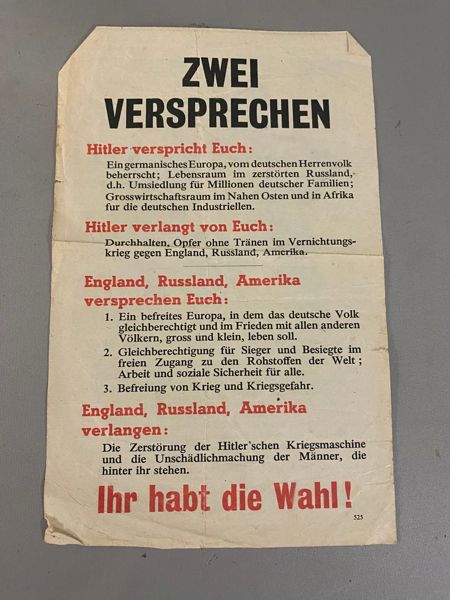 ZWEI
VERSPRECHEN
Hitler verspricht Euch:
Ein germanisches Europa, vom deutschen Herrenvolk
beherrscht; Lebensraum im zerstörten Russland,
d.h. Umsiedlung für Millionen deutscher Familien;
Grosswirtschaftsraum im Nahen Osten und in Afrika
fur die deutschen Industriellen.
Hitler verlangt von Euch:
Durchhalten, Opfer ohne Tränen im Vernichtungs-
krieg gegen England, Russland, Amerika.
England, Russland, Amerika
versprechen Euch:
1. Ein befreites Europa, in dem das deutsche Volk
gleichberechtigt und im Frieden mit allen anderen
Völkern, gross und klein, leben soll.
2. Gleichberechtigung für Sieger und Besiegte im
freien Zugang zu den Rohstoffen der Welt;
Arbeit und soziale Sicherheit für alle.
3. Befreiung von Krieg und Kriegsgefahr.
England, Russland, Amerika
verlangen:
Die Zerstörung der Hitler'schen Kriegsmaschine
und die Unschädlichmachung der Männer, die
hinter ihr stehen.
Ihr habt die Wahl!
525